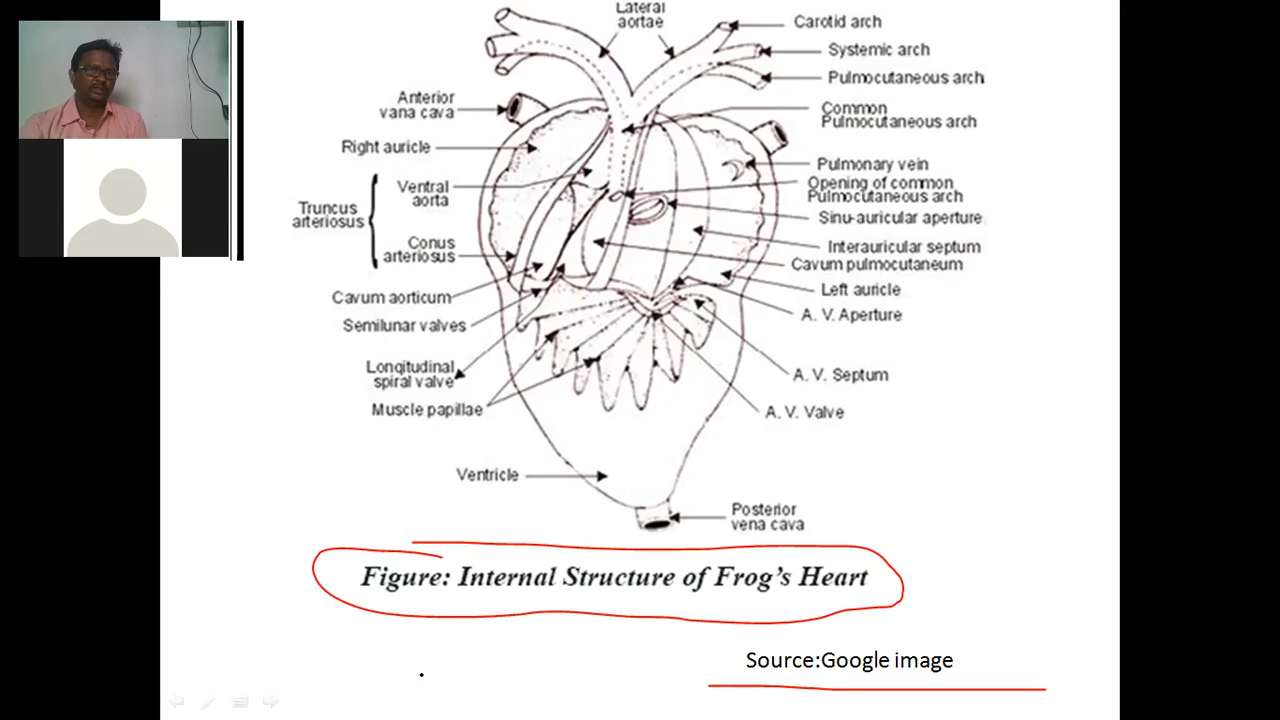 Lateral
aortae
Carotid arch
Systemic arch
Pulmocutaneous arch
Anterior
vana cava
Common
Pulmocutaneous arch
Right auricle
Pulmonary vein
Ventral
aorta
Opening of common
Pulmocutaneous arch
Truncus
arteriosus
Sinu-auricular aperture
Conus
arteriosus
Interauricular septum
Cavum pulmocutaneum
Left auricle
Cavum aorticum
A. V. Aperture
Semilunar valves
Longitudinal
spiral valve
A. V. Septum
Muscle papillae
A. V. Valve
Ventricle
Posterior
vena cava
Figure: Internal Structure of Frog's Heart
Source:Google image